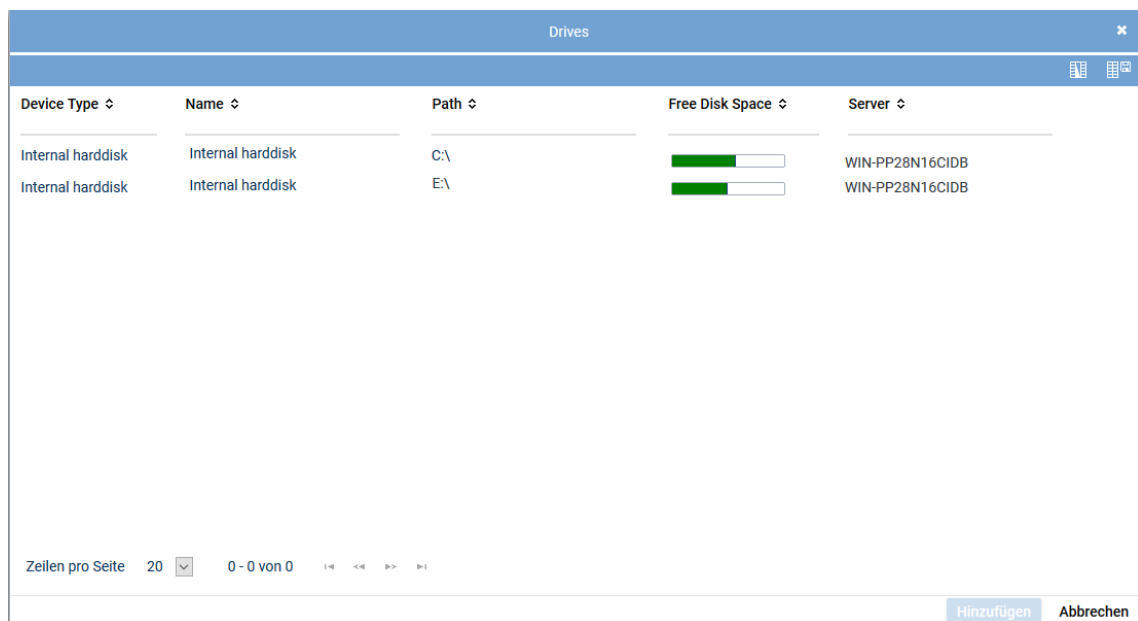 Drives
Device Type Name Path Free Disk Space Server
Internal harddisk Internal harddisk C:\ WIN-PP28N16CIDB
Internal harddisk Internal harddisk E:\ WIN-PP28N16CIDB
Zeilen pro Seite 20 0 - 0 von 0
Hinzufügen Abbrechen